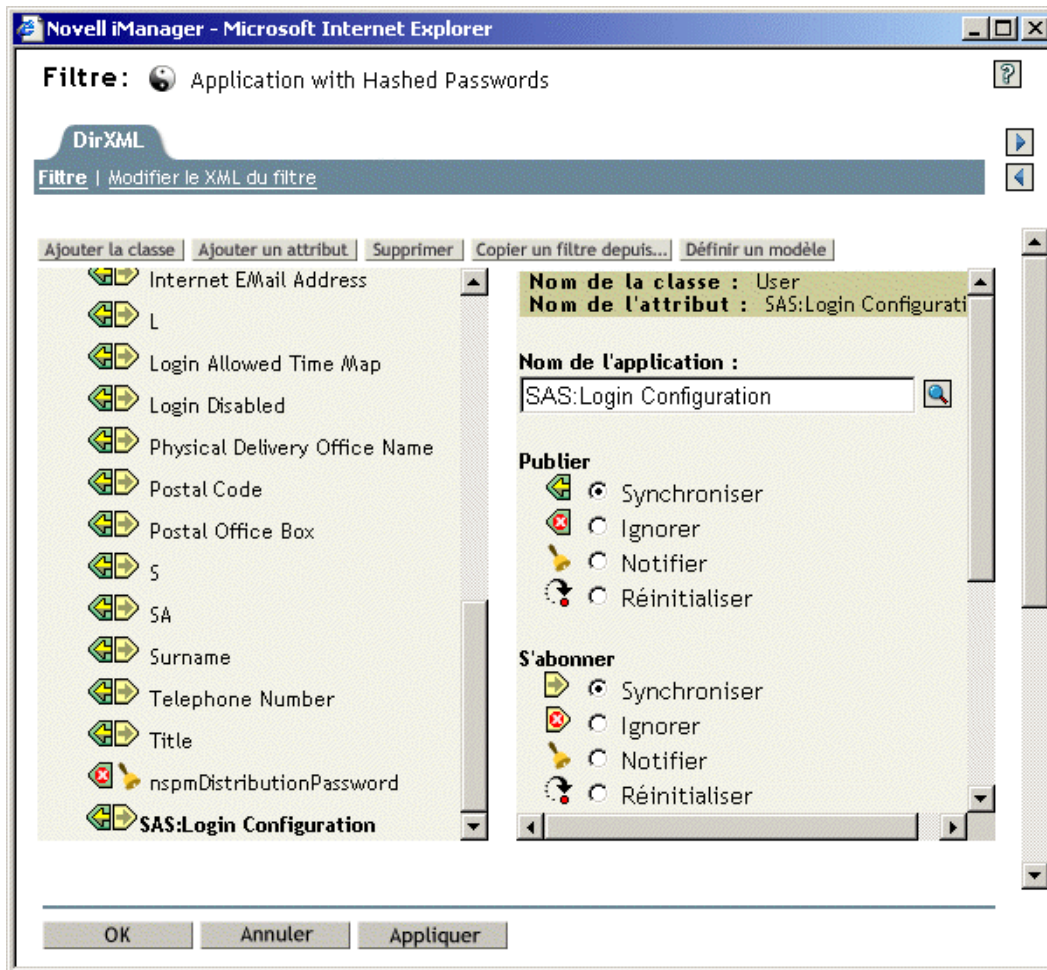 Novell iManager - Microsoft Internet Explorer
Filtre: Application with Hashed Passwords
DirXML
Filtre | Modifier le XML du filtre
Ajouter la classe Ajouter un attribut Supprimer Copier un filtre depuis... Définir un modèle
Internet EMail Address
L
Login Allowed Time Map
Login Disabled
Physical Delivery Office Name
Postal Code
Postal Office Box
S
SA
Surname
Telephone Number
Title
nspmDistributionPassword
SAS:Login Configuration
Nom de la classe : User
Nom de l'attribut : SAS:Login Configurati
Nom de l'application :
SAS:Login Configuration
Publier
Synchroniser
Ignorer
Notifier
Réinitialiser
S'abonner
Synchroniser
Ignorer
Notifier
Réinitialiser
OK Annuler Appliquer